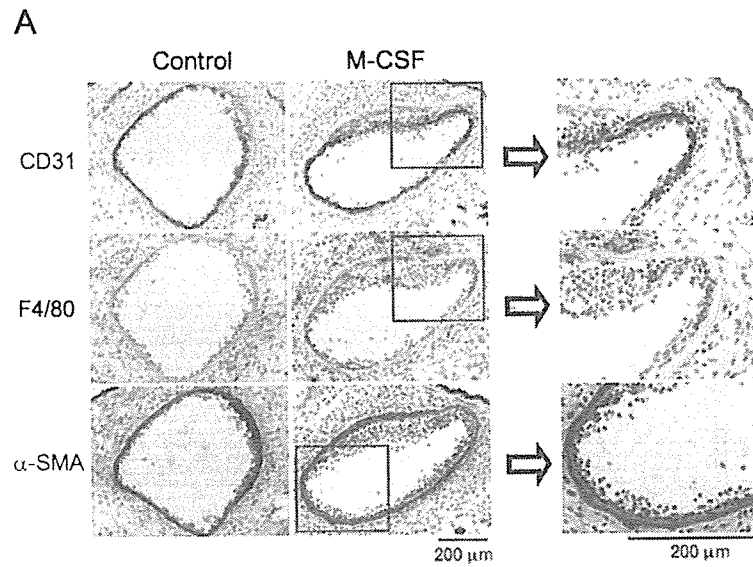 A
Control M-CSF
CD31
F4/80
α-SMA
200 μm
200 μm